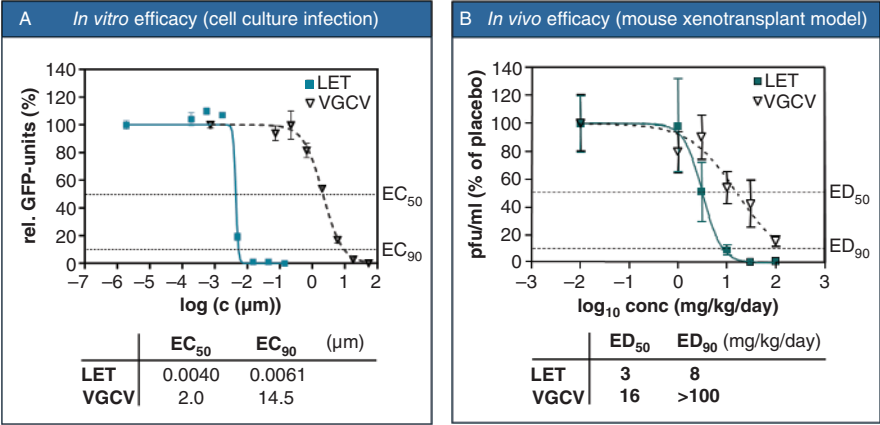 A In vitro efficacy (cell culture infection)
140
120
100
80
60
40
20
0
rel. GFP-units (%)
LET
VGCV
EC50
EC90
–7 –6 –5 –4 –3 –2 –1 0 1 2
log (c (µm))
EC50 EC90 (µm)
LET 0.0040 0.0061
VGCV 2.0 14.5
B In vivo efficacy (mouse xenotransplant model)
140
120
100
80
60
40
20
0
pfu/ml (% of placebo)
LET
VGCV
ED50
ED90
–3 –2 –1 0 1 2 3
log10 conc (mg/kg/day)
ED50 ED90 (mg/kg/day)
LET 3 8
VGCV 16 >100